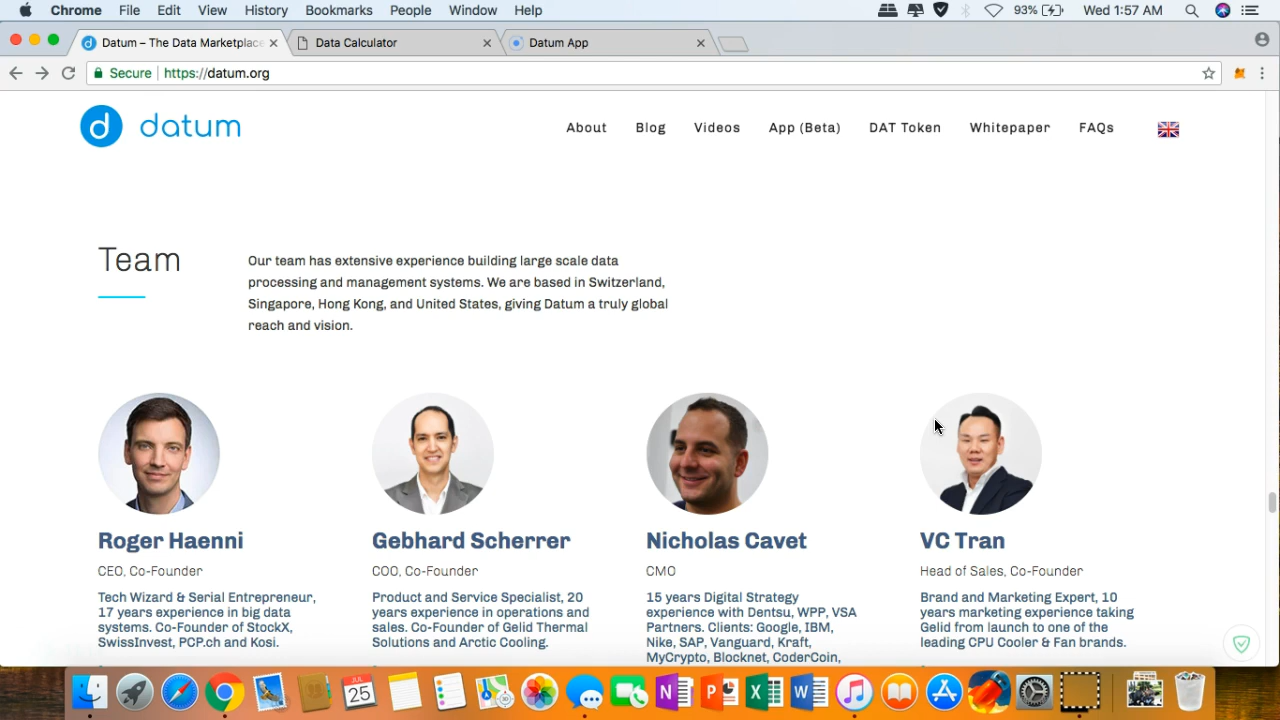 Chrome File Edit View History Bookmarks People Window Help 93% Wed 1:57 AM
Datum – The Data Marketplace Data Calculator Datum App
Secure https://datum.org
d datum About Blog Videos App (Beta) DAT Token Whitepaper FAQs
Team
Our team has extensive experience building large scale data
processing and management systems. We are based in Switzerland,
Singapore, Hong Kong, and United States, giving Datum a truly global
reach and vision.
Roger Haenni
CEO, Co-Founder
Tech Wizard & Serial Entrepreneur,
17 years experience in big data
systems. Co-Founder of StockX,
SwissInvest, PCP.ch and Kosi.
Gebhard Scherrer
COO, Co-Founder
Product and Service Specialist, 20
years experience in operations and
sales. Co-Founder of Gelid Thermal
Solutions and Arctic Cooling.
Nicholas Cavet
CMO
15 years Digital Strategy
experience with Dentsu, WPP, VSA
Partners. Clients: Google, IBM,
Nike, SAP, Vanguard, Kraft,
MyCrypto, Blocknet, CoderCoin,
VC Tran
Head of Sales, Co-Founder
Brand and Marketing Expert, 10
years marketing experience taking
Gelid from launch to one of the
leading CPU Cooler & Fan brands.
JUL
25
N P X W